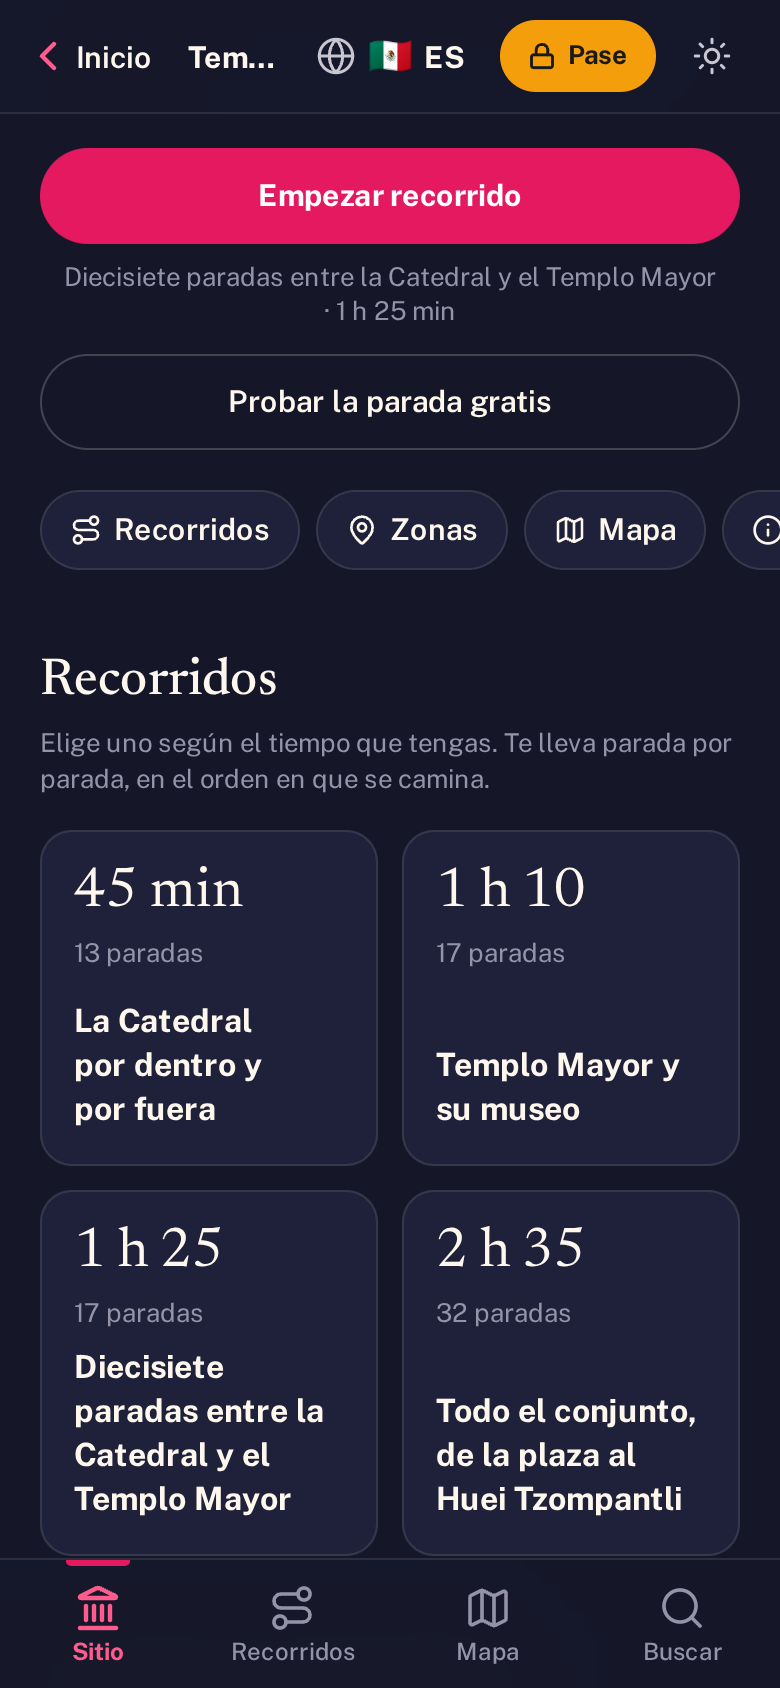 Inicio Tem... ES Pase
Empezar recorrido
Diecisiete paradas entre la Catedral y el Templo Mayor
· 1 h 25 min
Probar la parada gratis
Recorridos Zonas Mapa
Recorridos
Elige uno según el tiempo que tengas. Te lleva parada por
parada, en el orden en que se camina.
45 min
13 paradas
La Catedral
por dentro y
por fuera
1 h 10
17 paradas
Templo Mayor y
su museo
1 h 25
17 paradas
Diecisiete
paradas entre la
Catedral y el
Templo Mayor
2 h 35
32 paradas
Todo el conjunto,
de la plaza al
Huei Tzompantli
Sitio Recorridos Mapa Buscar